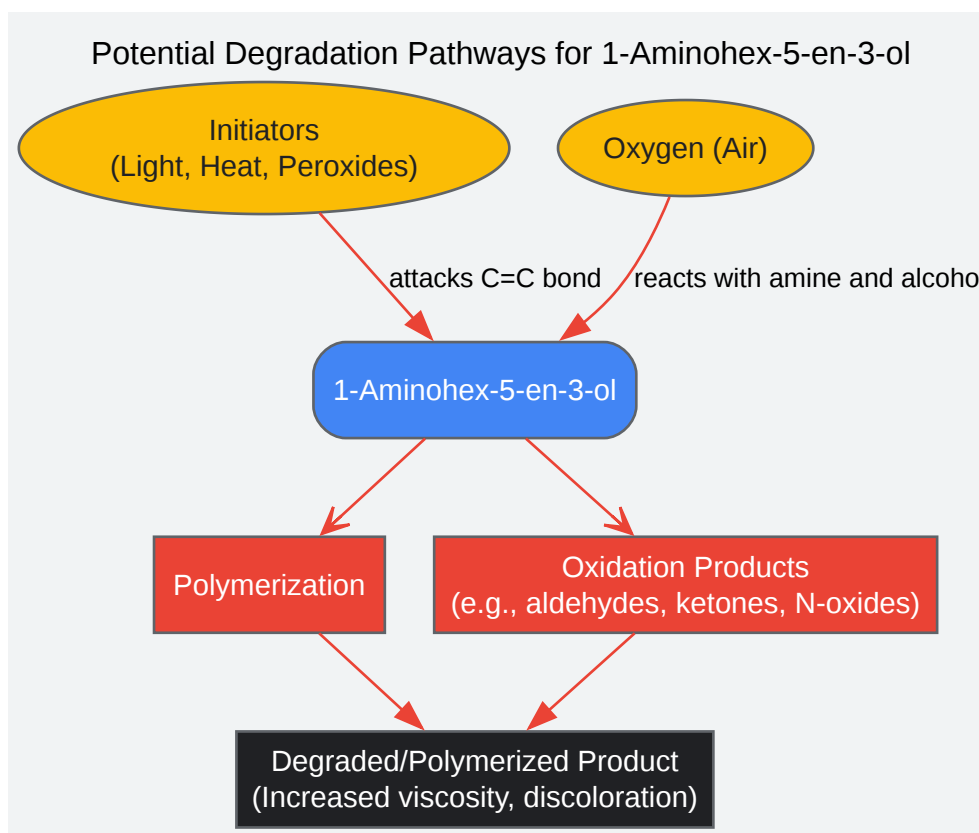 Potential Degradation Pathways for 1-Aminohex-5-en-3-ol
Initiators
(Light, Heat, Peroxides)
Oxygen (Air)
attacks C=C bond
reacts with amine and alcoho
1-Aminohex-5-en-3-ol
Polymerization
Oxidation Products
(e.g., aldehydes, ketones, N-oxides)
Degraded/Polymerized Product
(Increased viscosity, discoloration)